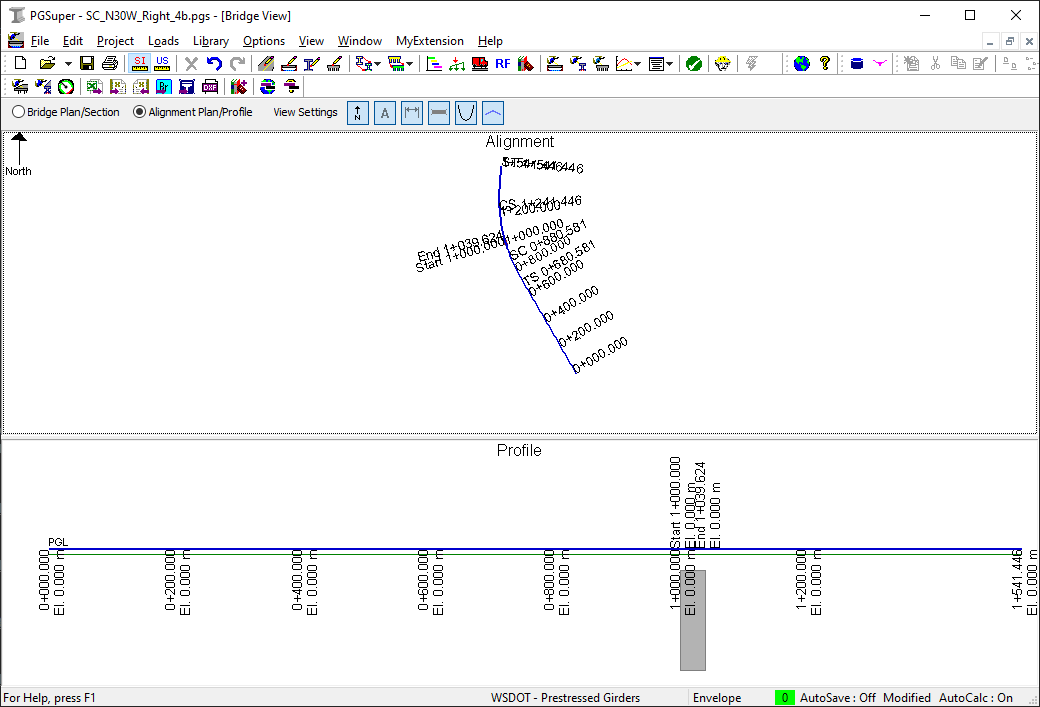 PGSuper - SC_N30W_Right_4b.pgs - [Bridge View]
File Edit Project Loads Library Options View Window MyExtension Help
SI US RF ?
DXF
Bridge Plan/Section Alignment Plan/Profile View Settings N A
Alignment
North
CS 1+241.446
1+200.000
1+000.000
End 1+039.624
Start 1+000.000
SC 0+880.581
0+800.000
TS 0+680.581
0+600.000
0+400.000
0+200.000
0+000.000
Profile
Start 1+000.000
El. 0.000 m
End 1+039.624
El. 0.000 m
PGL
0+000.000
El. 0.000 m
0+200.000
El. 0.000 m
0+400.000
El. 0.000 m
0+600.000
El. 0.000 m
0+800.000
El. 0.000 m
1+000.000
El. 0.000 m
1+200.000
El. 0.000 m
1+541.446
El. 0.000 m
For Help, press F1 WSDOT - Prestressed Girders Envelope 0 AutoSave : Off Modified AutoCalc : On